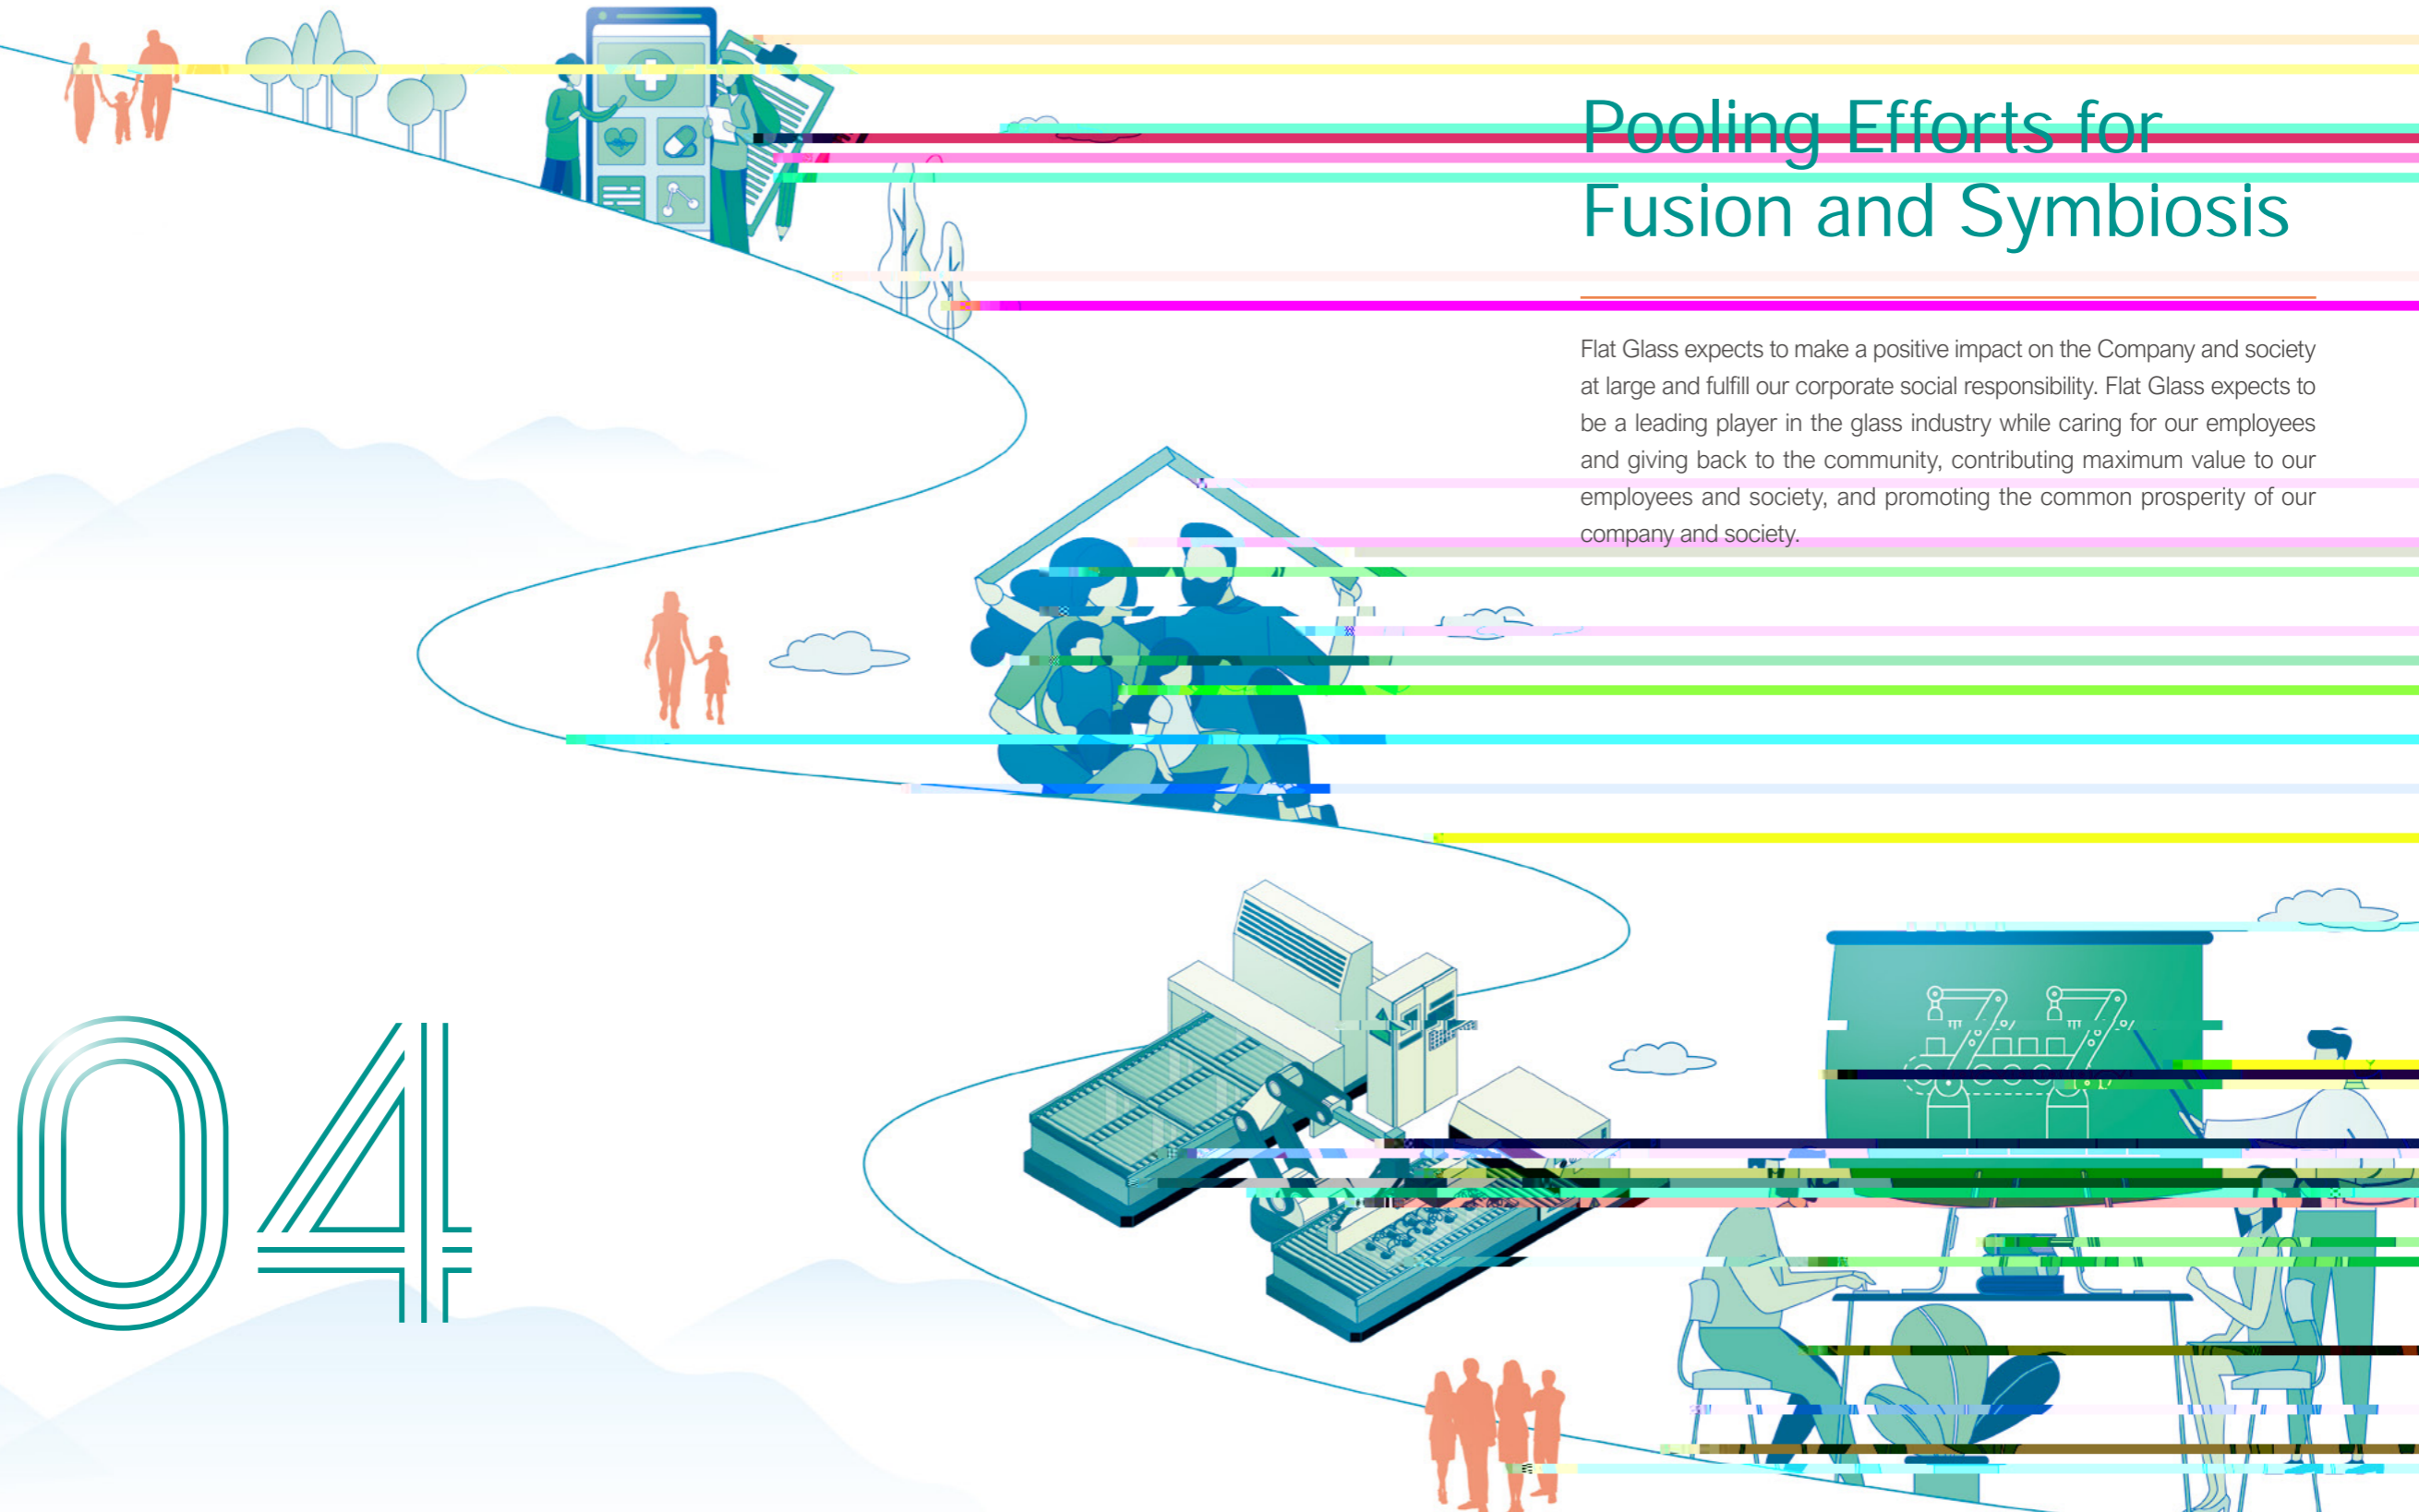 Pooling Efforts for
Fusion and Symbiosis
Flat Glass expects to make a positive impact on the Company and society
at large and fulfill our corporate social responsibility. Flat Glass expects to
be a leading player in the glass industry while caring for our employees
and giving back to the community, contributing maximum value to our
employees and society, and promoting the common prosperity of our
company and society.
04